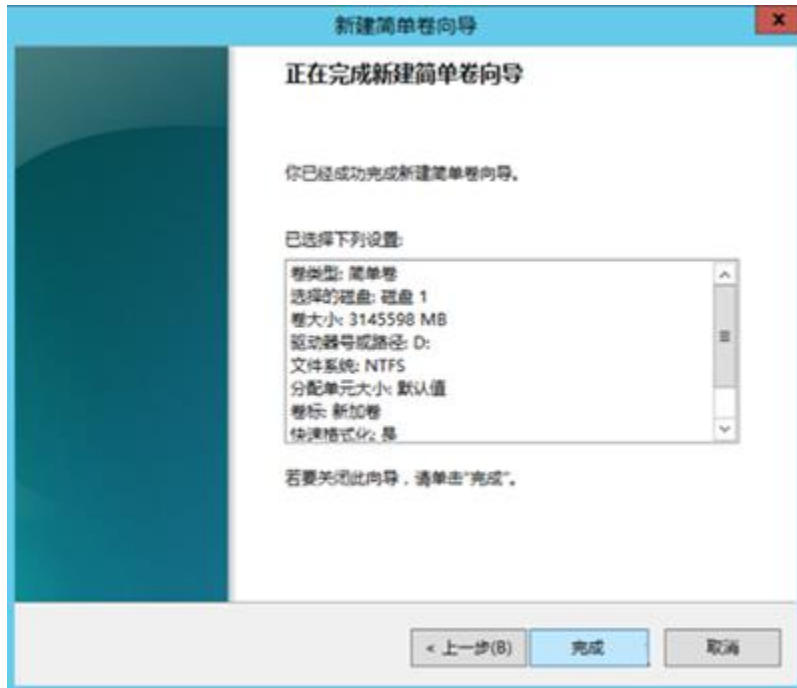 新建简单卷向导
x
正在完成新建简单卷向导
你已经成功完成新建简单卷向导。
已选择下列设置:
卷类型: 简单卷
选择的磁盘: 磁盘 1
卷大小: 3145598 MB
驱动器号或路径: D:
文件系统: NTFS
分配单元大小: 默认值
卷标: 新加卷
快速格式化: 是
若要关闭此向导，请单击"完成"。
< 上一步(B)
完成
取消